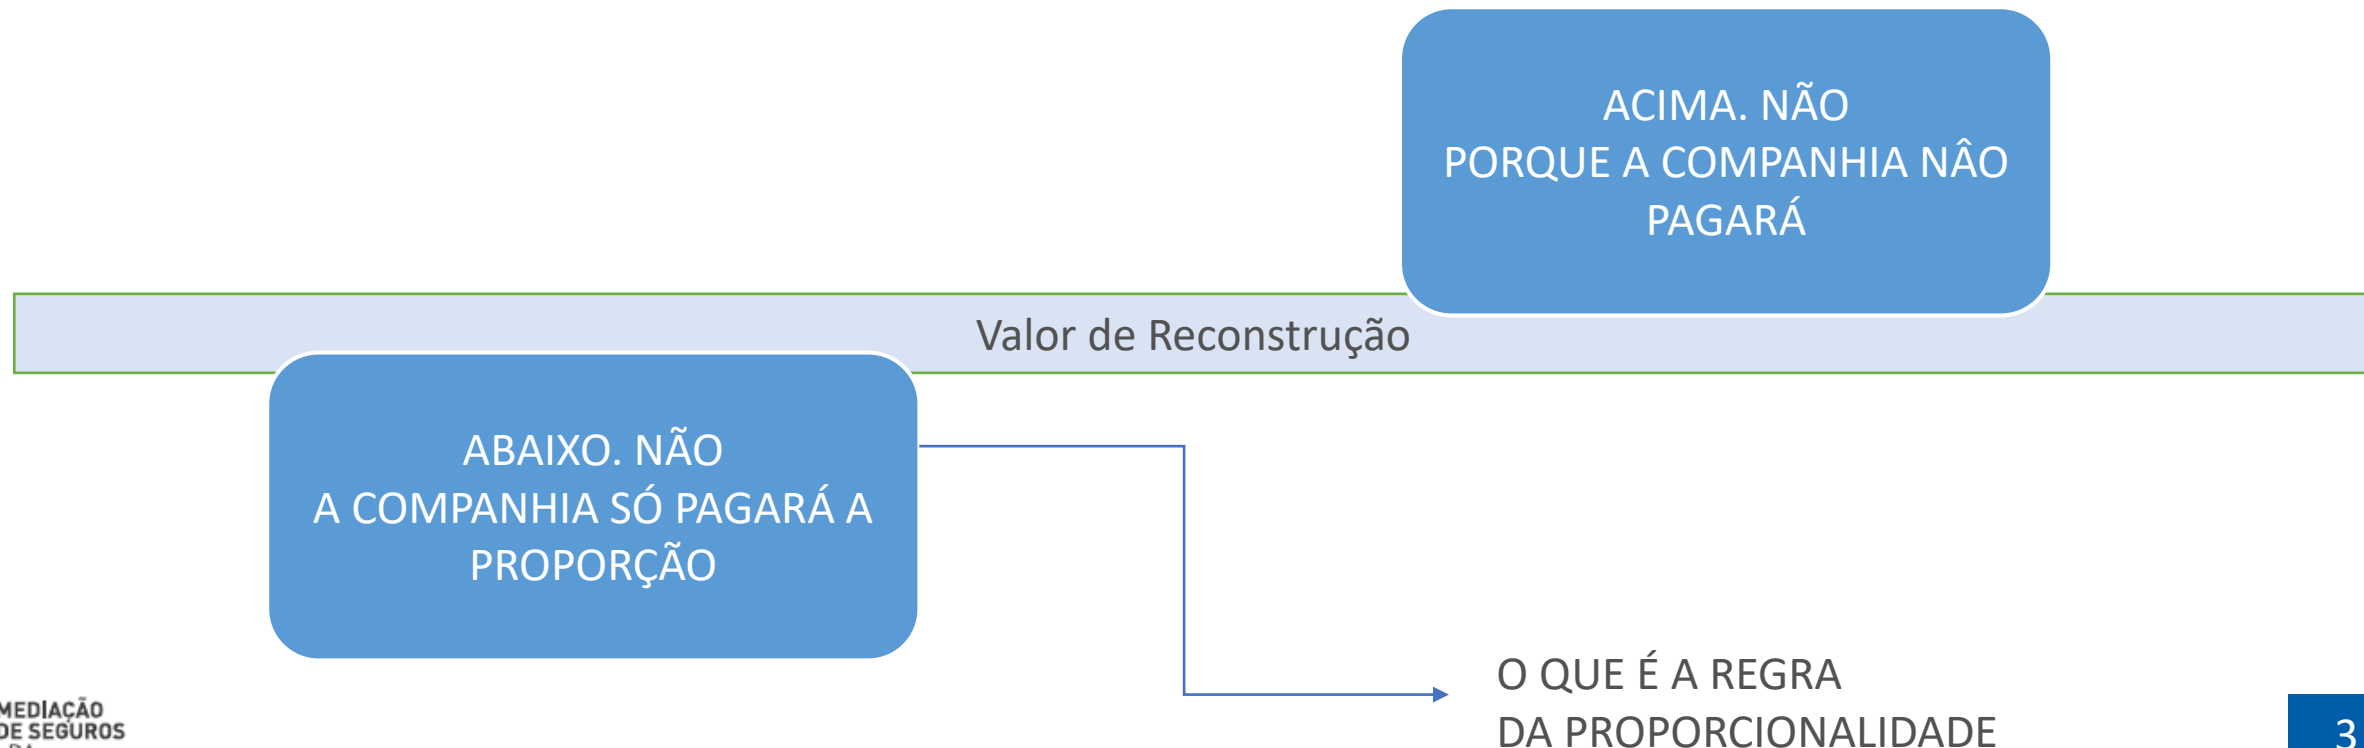 ACIMA. NÃO
PORQUE A COMPANHIA NÂO
PAGARÁ
Valor de Reconstrução
ABAIXO. NÃO
A COMPANHIA SÓ PAGARÁ A
PROPORÇÃO
O QUE É A REGRA
DA PROPORCIONALIDADE
MEDIAÇÃO
DE SEGUROS
3